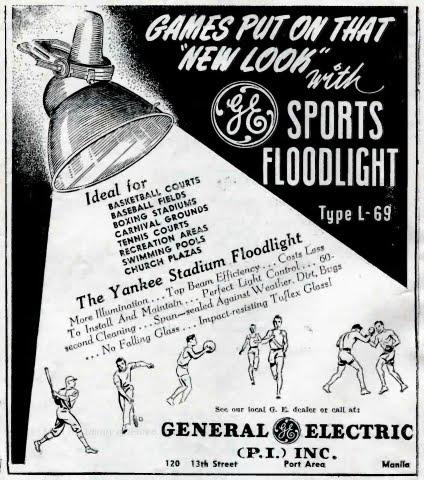 GAMES PUT ON THAT
"NEW LOOK" with
GE SPORTS
FLOODLIGHT
Type L-69
Ideal for
BASKETBALL COURTS
BASEBALL FIELDS
BOXING STADIUMS
CARNIVAL GROUNDS
TENNIS COURTS
RECREATION AREAS
SWIMMING POOLS
CHURCH PLAZAS
The Yankee Stadium Floodlight
More Illumination... Top Beam Efficiency... Costs Less
To Install And Maintain... Perfect Light Control... 60-
second Cleaning... Spun-sealed Against Weather, Dirt, Bugs
... No Falling Glass... Impact-resisting Tuflex Glass!
See our local G. E. dealer or call at:
GENERAL GE ELECTRIC
(P.I.) INC.
120 13th Street Port Area Manila